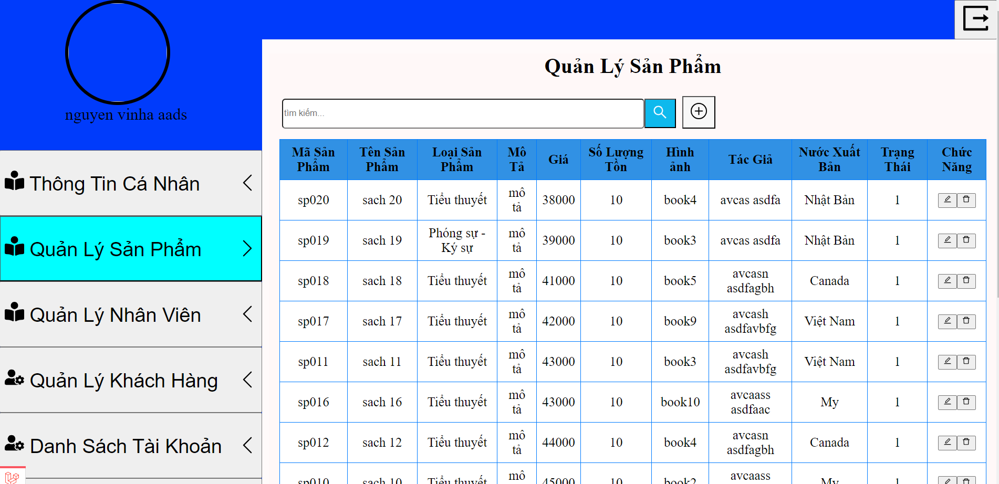 nguyen vinha aads
Thông Tin Cá Nhân
Quản Lý Sản Phẩm
Quản Lý Nhân Viên
Quản Lý Khách Hàng
Danh Sách Tài Khoản
Quản Lý Sản Phẩm
tìm kiếm...
Mã Sản Phẩm Tên Sản Phẩm Loại Sản Phẩm Mô Tả Giá Số Lượng Tồn Hình ảnh Tác Giả Nước Xuất Bản Trạng Thái Chức Năng
sp020 sach 20 Tiểu thuyết mô tả 38000 10 book4 avcas asdfa Nhật Bản 1
sp019 sach 19 Phóng sự - Ký sự mô tả 39000 10 book3 avcas asdfa Nhật Bản 1
sp018 sach 18 Tiểu thuyết mô tả 41000 10 book5 avcasn asdfagbh Canada 1
sp017 sach 17 Tiểu thuyết mô tả 42000 10 book9 avcash asdfavbfg Việt Nam 1
sp011 sach 11 Tiểu thuyết mô tả 43000 10 book3 avcash asdfavbfg Việt Nam 1
sp016 sach 16 Tiểu thuyết mô tả 43000 10 book10 avcaass asdfaac My 1
sp012 sach 12 Tiểu thuyết mô tả 44000 10 book4 avcasn asdfagbh Canada 1
sp010 sach 10 Tiểu thuyết mô 45000 10 book2 avcaass My 1